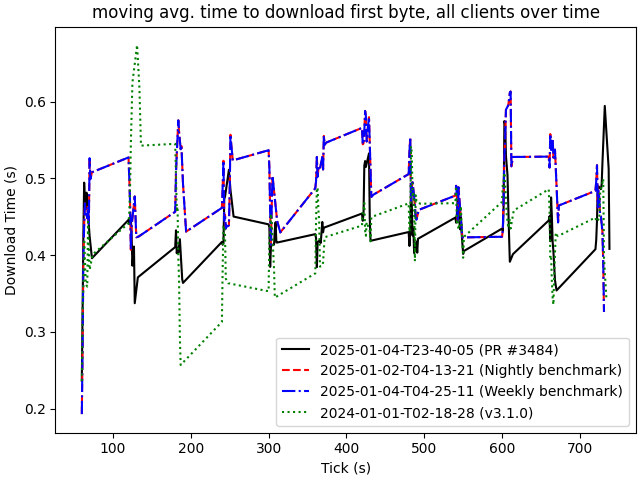 moving avg. time to download first byte, all clients over time
Download Time (s)
0.6
0.5
0.4
0.3
0.2
2025-01-04-T23-40-05 (PR #3484)
2025-01-02-T04-13-21 (Nightly benchmark)
2025-01-04-T04-25-11 (Weekly benchmark)
2024-01-01-T02-18-28 (v3.1.0)
100 200 300 400 500 600 700
Tick (s)